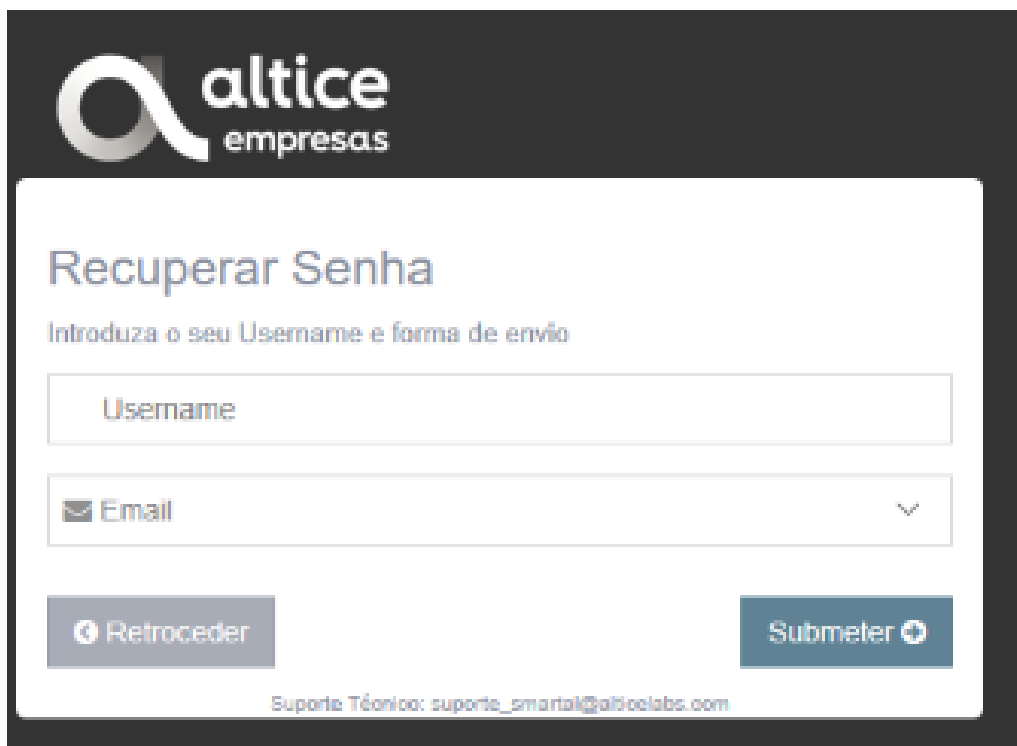 altice
empresas
Recuperar Senha
Introduza o seu Username e forma de envio
Username
Email
Retroceder
Submeter
Suporte Técnico: suporte_smartal@alticelabs.com